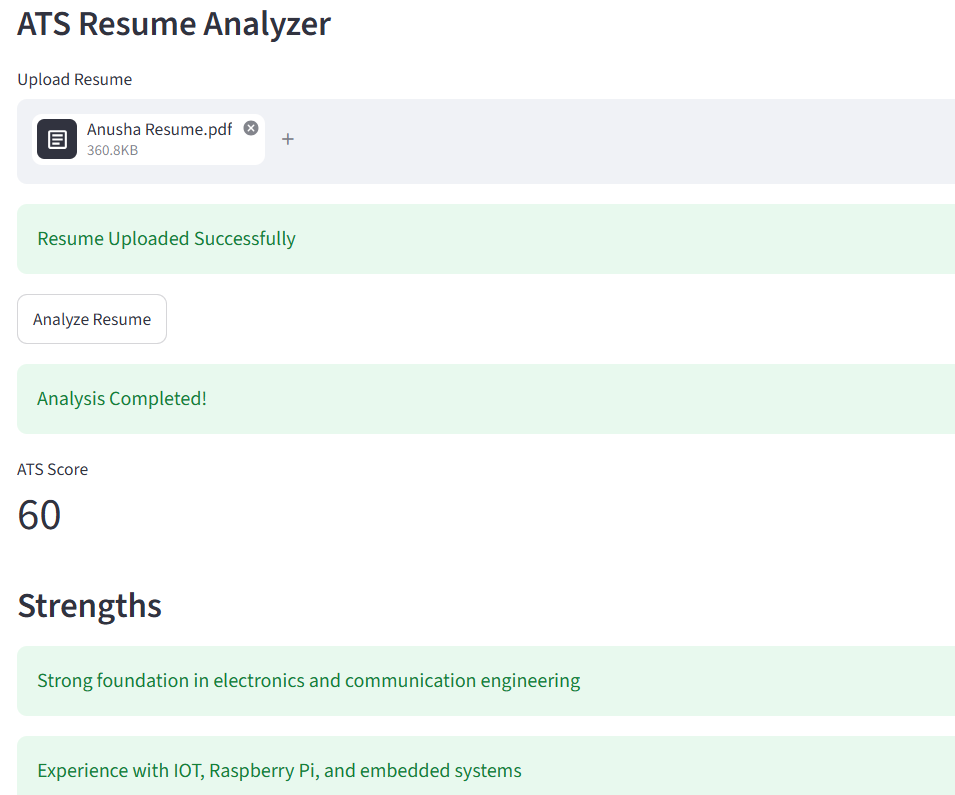 ATS Resume Analyzer
Upload Resume
Anusha Resume.pdf
360.8KB
+
Resume Uploaded Successfully
Analyze Resume
Analysis Completed!
ATS Score
60
Strengths
Strong foundation in electronics and communication engineering
Experience with IOT, Raspberry Pi, and embedded systems